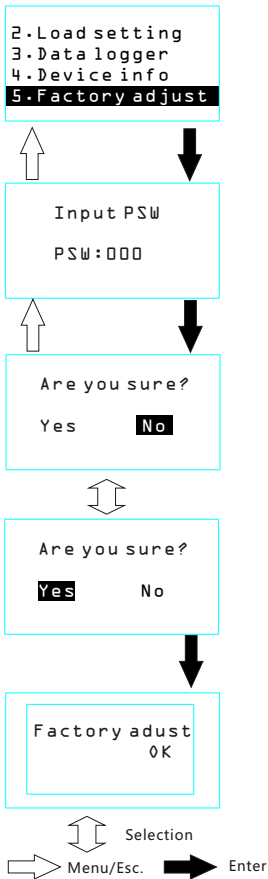 2.Load setting
3.Data logger
4.Device info
5.Factory adjust
Input PSW
PSW:000
Are you sure?
Yes No
Are you sure?
Yes No
Factory adust
OK
Selection
Menu/Esc. Enter